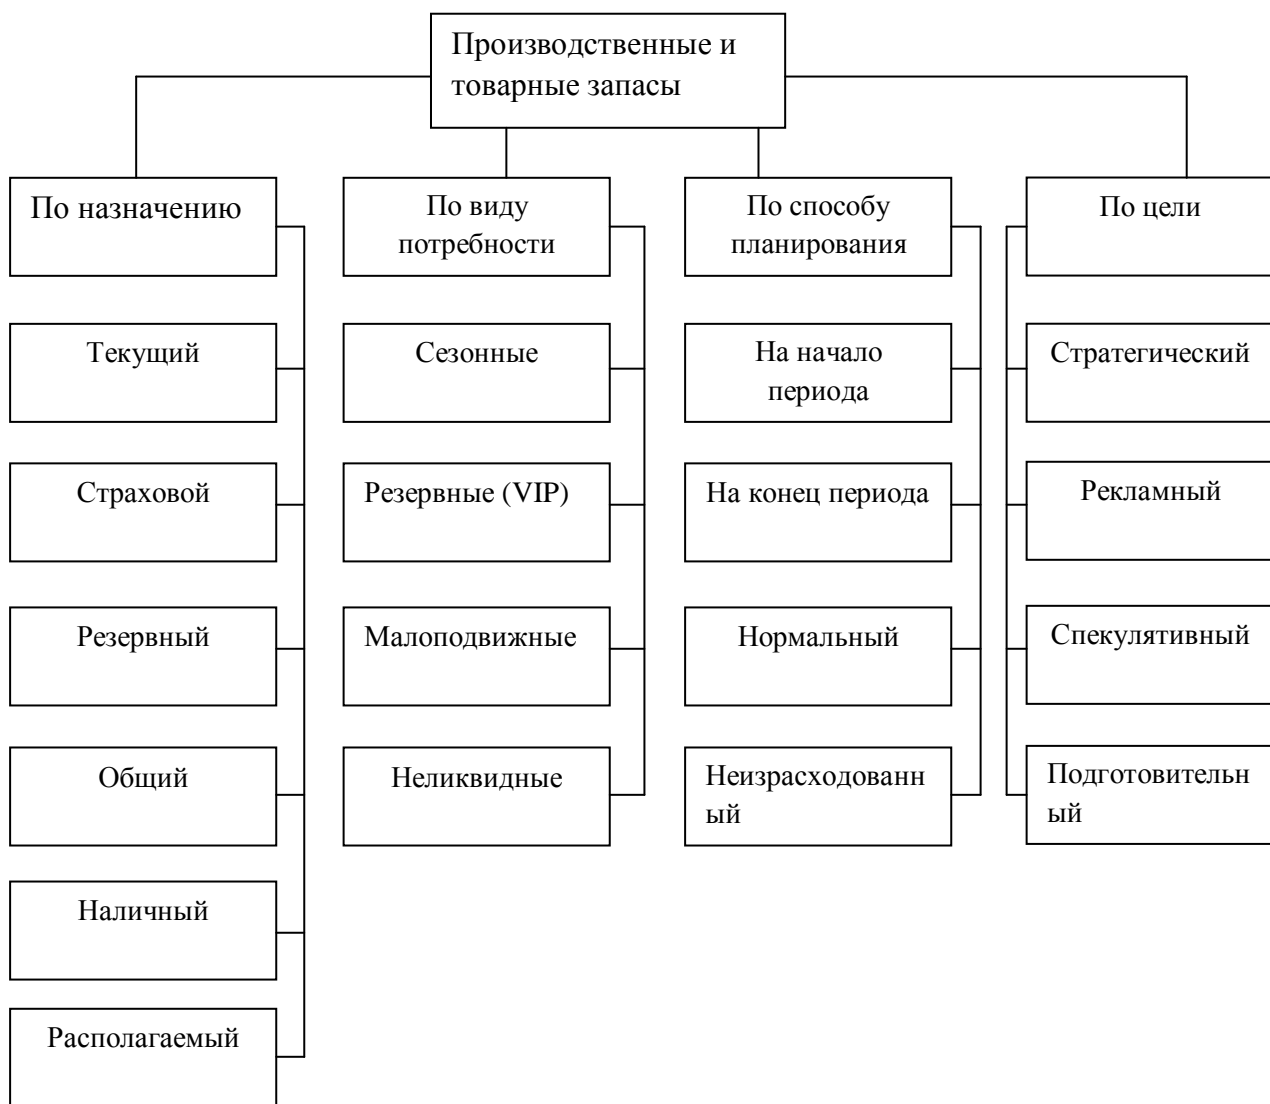 Производственные и
товарные запасы
По назначению
Текущий
Страховой
Резервный
Общий
Наличный
Располагаемый
По виду
потребности
Сезонные
Резервные (VIP)
Малоподвижные
Неликвидные
По способу
планирования
На начало
периода
На конец периода
Нормальный
Неизрасходованн
ый
По цели
Стратегический
Рекламный
Спекулятивный
Подготовительн
ый